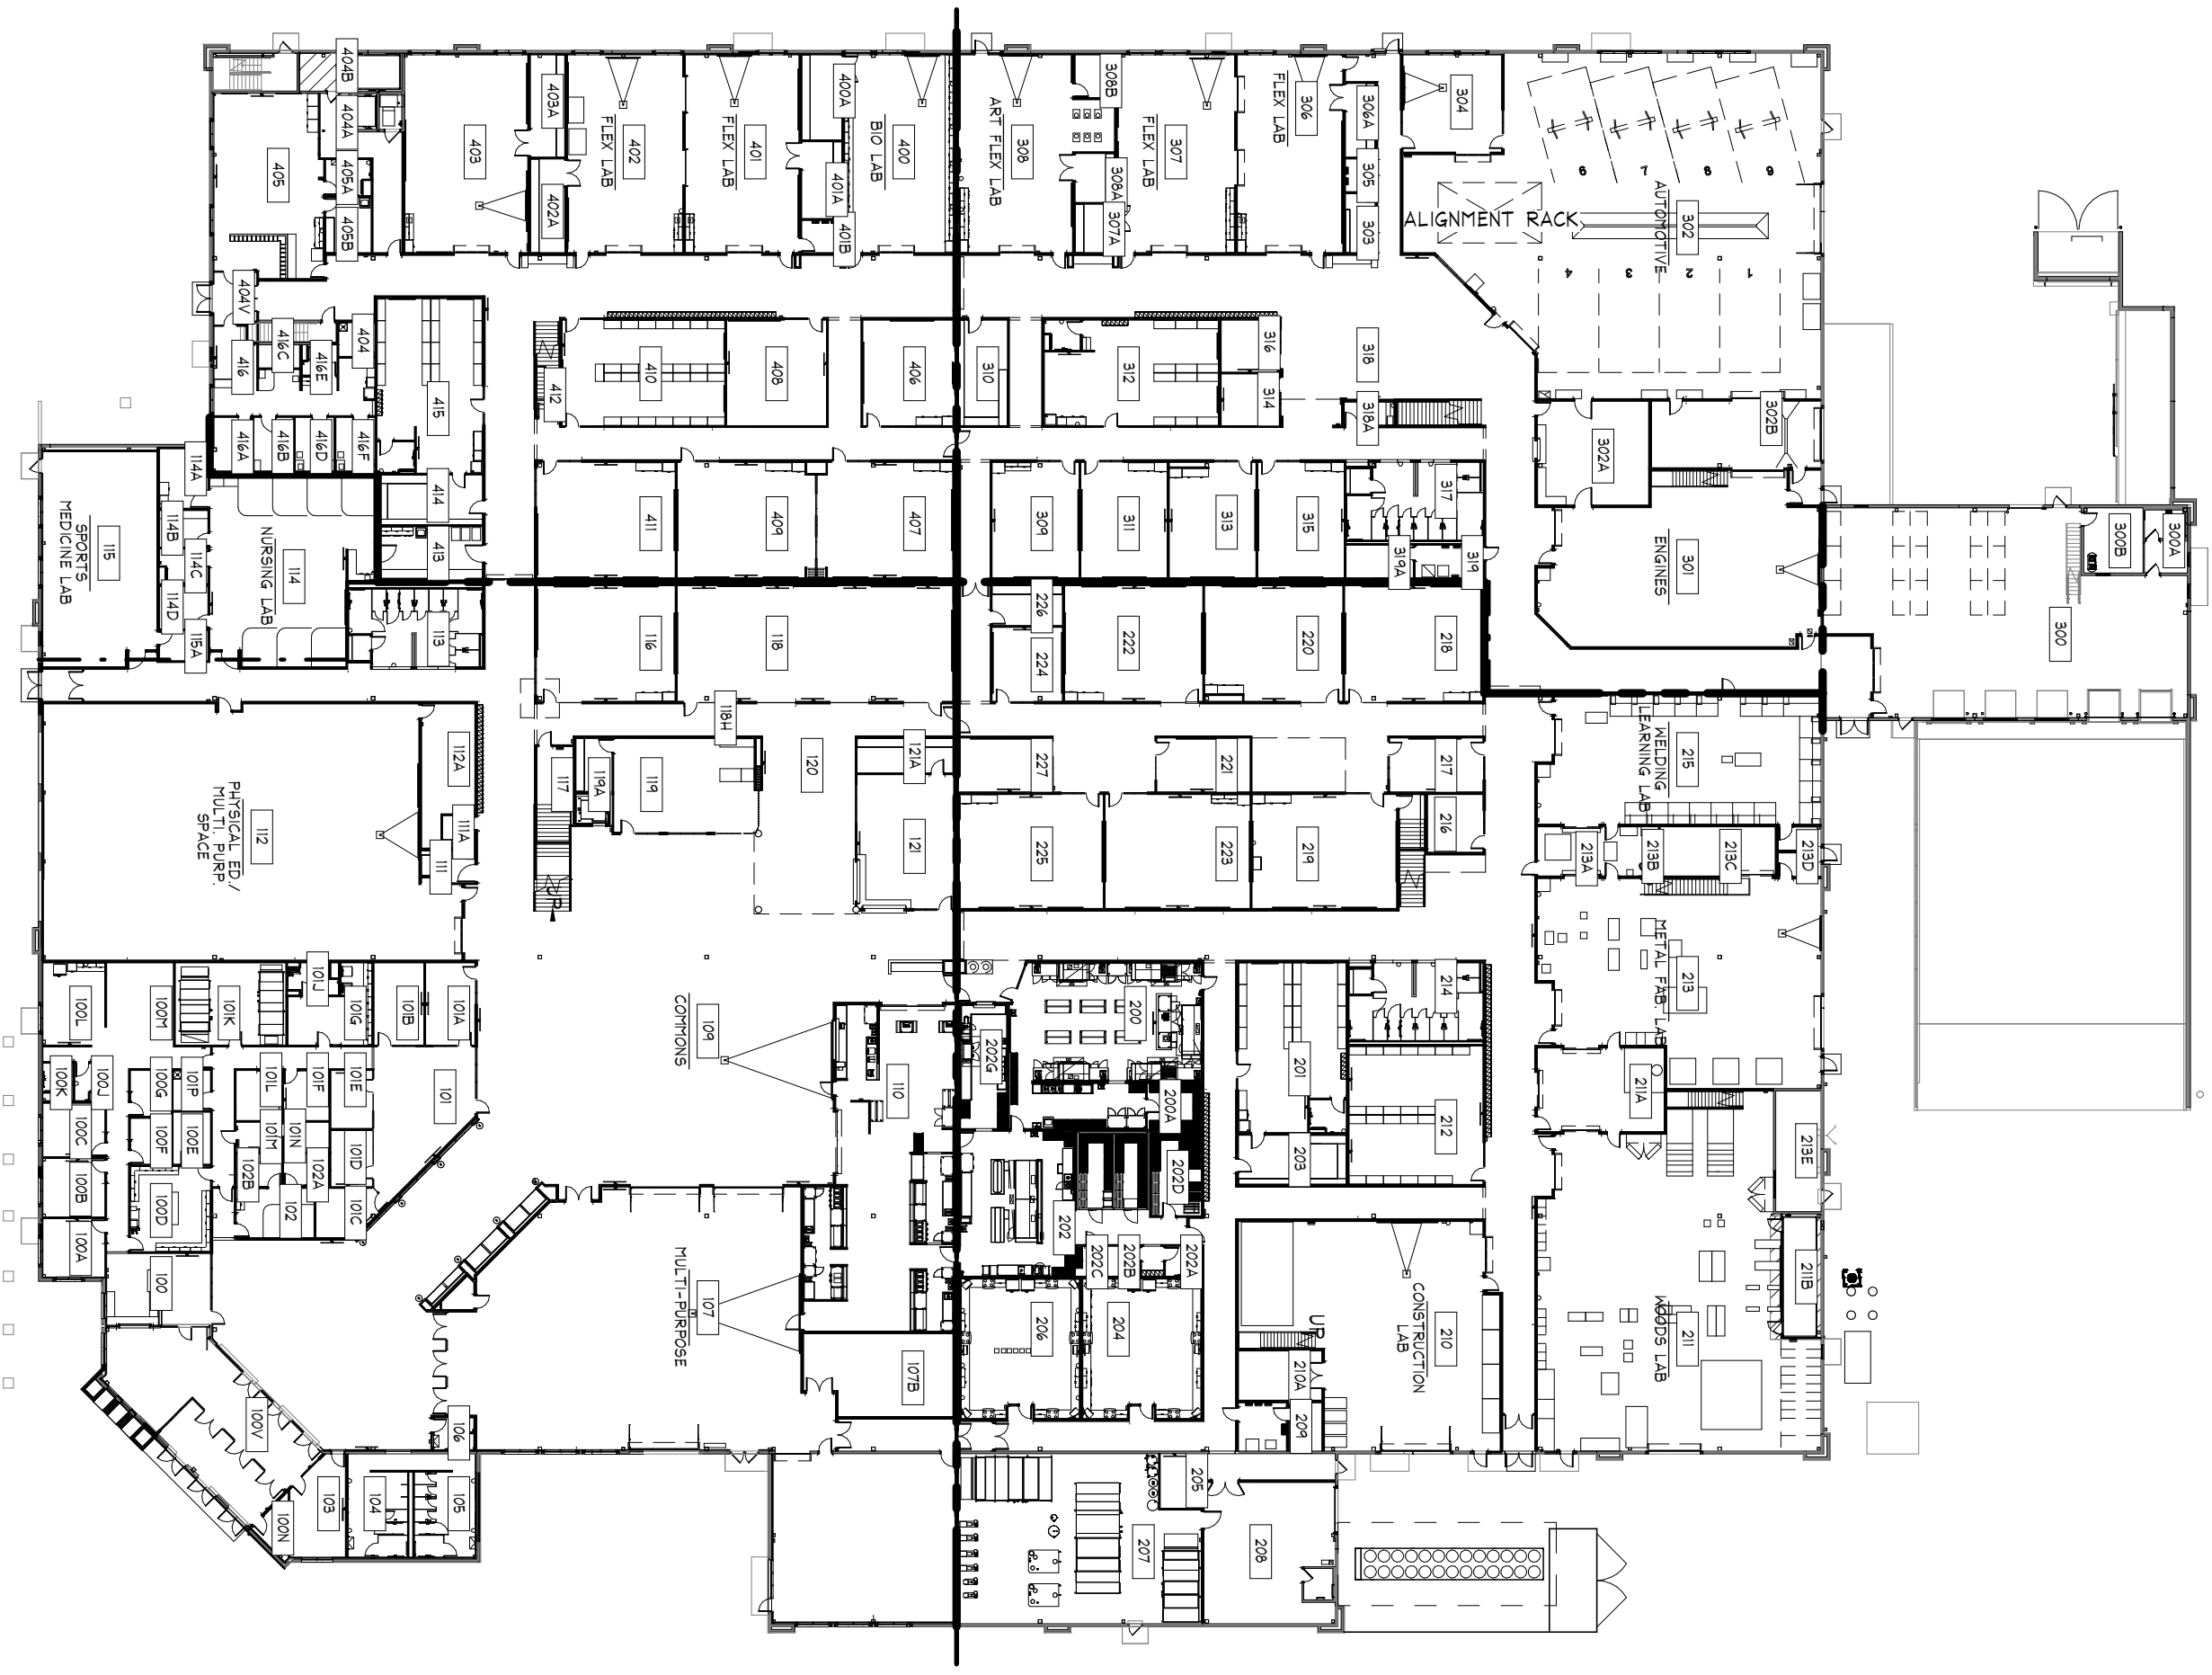 404B
404A
405A
405B
405
403
403A
402A
402
FLEX LAB
401
FLEX LAB
400A
401A
401B
400
BIO LAB
308
ART FLEX LAB
308B
308A
307A
307
FLEX LAB
306
FLEX LAB
306A
305
303
304
ALIGNMENT RACK
302
AUTOMOTIVE
6
7
8
9
4
3
2
1
404V
416
416C
416E
404
415
412
410
408
406
310
312
316
314
318
318A
302A
302B
416A
416B
416D
416F
414
413
411
409
407
309
311
313
315
317
319A
319
301
ENGINES
300B
300A
300
115
SPORTS
MEDICINE LAB
114A
114B
114C
114D
115A
114
NURSING LAB
113
116
118
118H
226
224
222
220
218
112
PHYSICAL ED./
MULTI. PURP.
SPACE
112A
111A
111
117
119A
119
120
121A
121
227
221
217
216
225
223
219
215
WELDING
LEARNING LAB
213A
213B
213C
213D
213
METAL FAB. LAB
UP
100L
100M
101K
101J
101G
101B
101A
100K
100J
100G
101P
101L
101F
101E
101
100C
100F
100E
101M
101N
101D
100B
100D
102B
102A
102
101C
100A
100
109
COMMONS
110
202G
200
200A
201
203
214
212
211A
213E
202
202D
202C
202B
202A
206
204
107
MULTI-PURPOSE
107B
210
CONSTRUCTION
LAB
UP
210A
209
211
WOODS LAB
211B
100V
100N
103
104
105
106
205
207
208